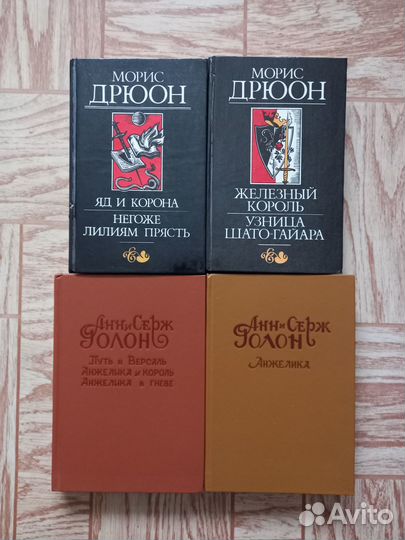 МОРИС
ДРЮОН
ЯД И КОРОНА
НЕГОЖЕ
ЛИЛИЯМ ПРЯСТЬ
МОРИС
ДРЮОН
ЖЕЛЕЗНЫЙ
КОРОЛЬ
УЗНИЦА
ШАТО-ГАЙАРА
Анн и Серж
Голон
Путь в Версаль
Анжелика и король
Анжелика в гневе
Анн и Серж
Голон
Анжелика
Avito